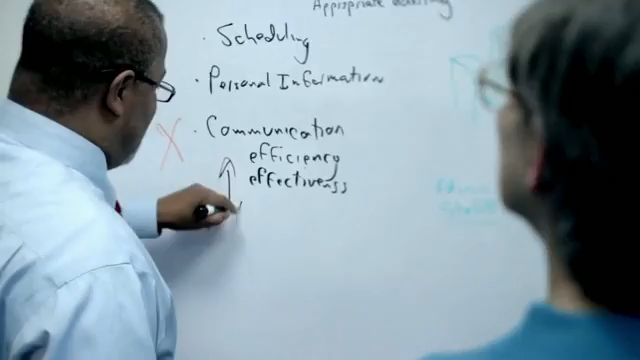 Appropriate
· Scheduling
· Personal Information
X · Communication
efficiency
effectiveness